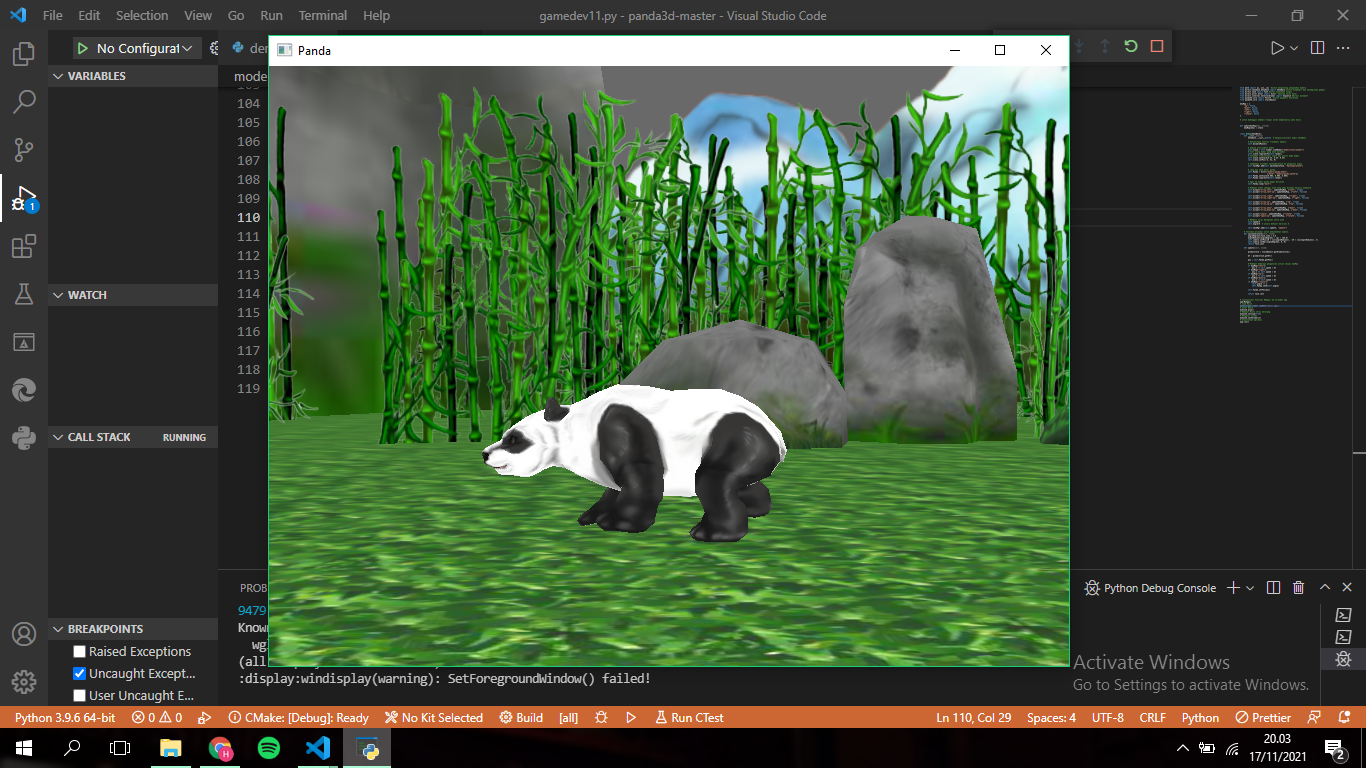 File Edit Selection View Go Run Terminal Help
gamedev11.py - panda3d-master - Visual Studio Code
No Configurat
Panda
VARIABLES
mode
104
105
106
107
108
109
110
111
112
113
114
115
116
117
118
119
WATCH
CALL STACK RUNNING
BREAKPOINTS
Raised Exceptions
Uncaught Except...
User Uncaught E...
1
PROB
Python Debug Console
9479
Known
wg
(all
:display:windisplay(warning): SetForegroundWindow() failed!
Activate Windows
Go to Settings to activate Windows.
Python 3.9.6 64-bit 0 0 CMake: [Debug]: Ready No Kit Selected Build [all] Run CTest Ln 110, Col 29 Spaces: 4 UTF-8 CRLF Python Prettier
H
20.03
17/11/2021
2